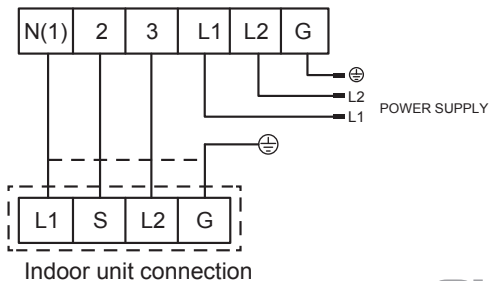 N(1) 2 3 L1 L2 G
L2
L1 POWER SUPPLY
L1 S L2 G
Indoor unit connection